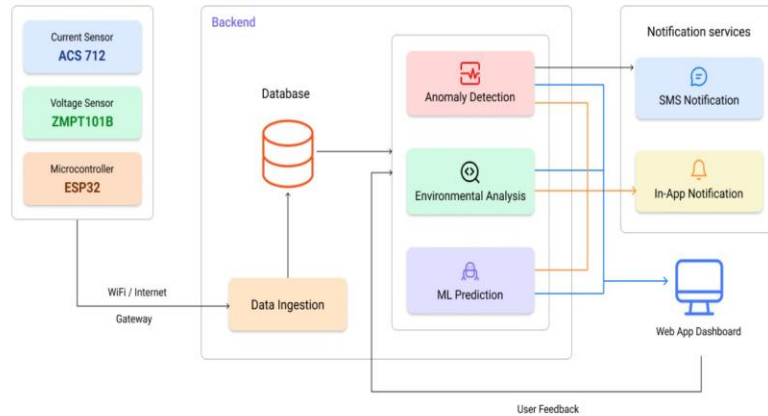 Current Sensor
ACS 712
Voltage Sensor
ZMPT101B
Microcontroller
ESP32
WiFi / Internet
Gateway
Backend
Database
Data Ingestion
Anomaly Detection
Environmental Analysis
ML Prediction
Notification services
SMS Notification
In-App Notification
Web App Dashboard
User Feedback